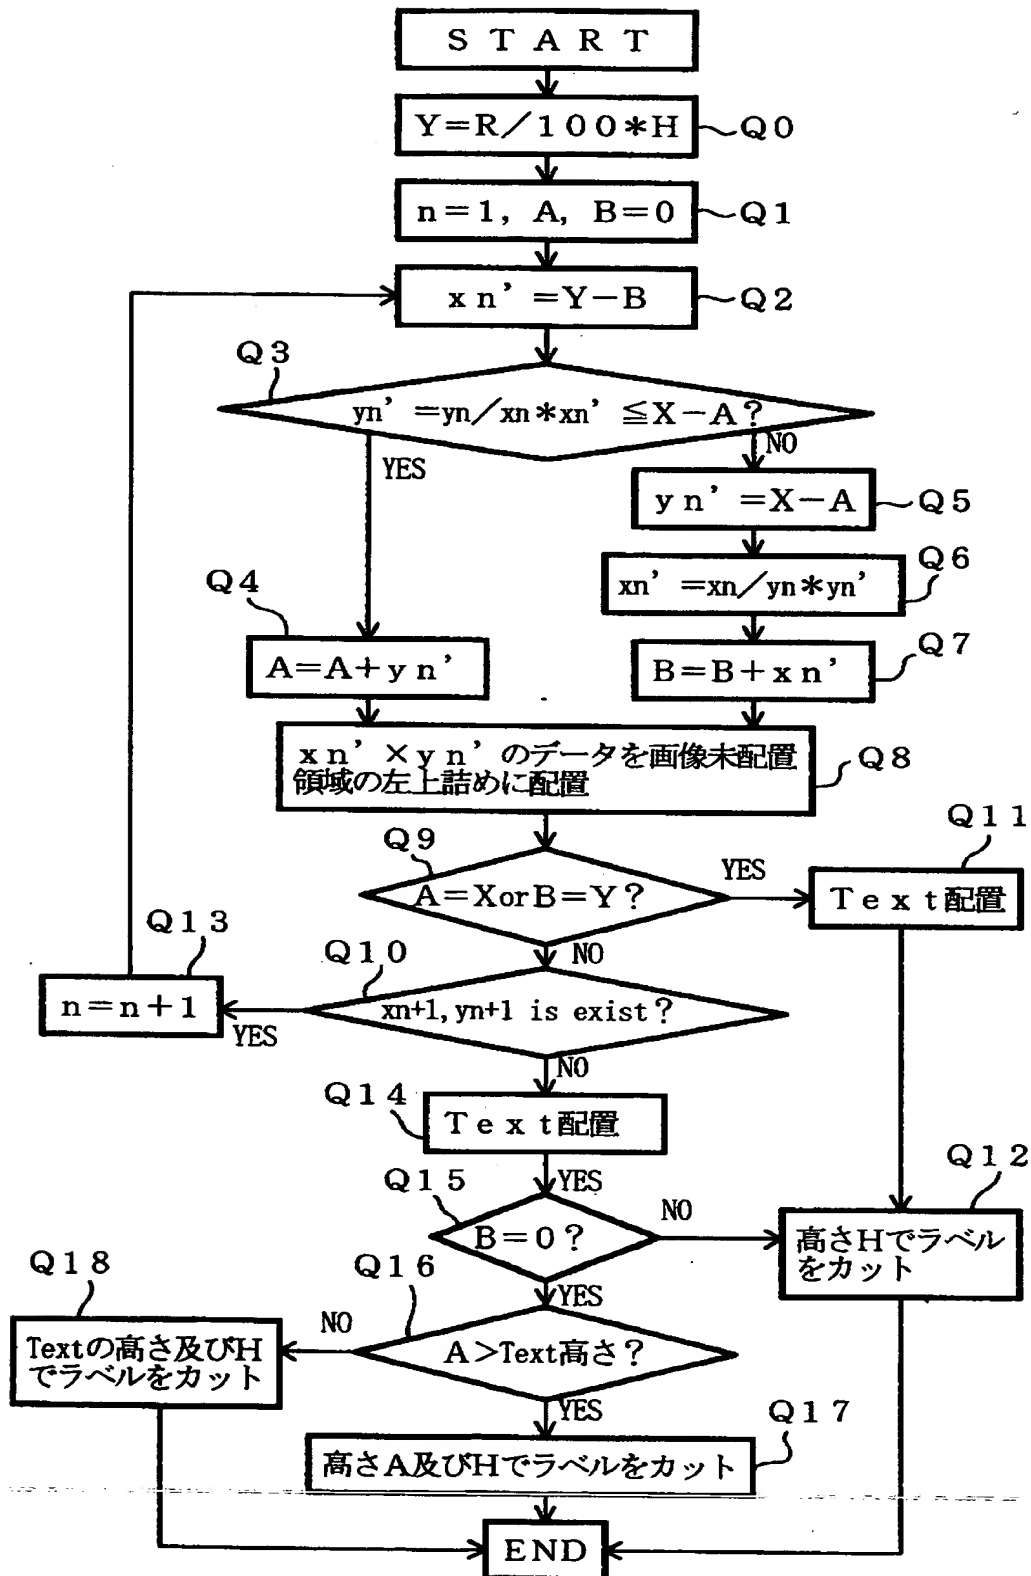 START
Y=R/100*H
Q0
n=1, A, B=0
Q1
xn'=Y-B
Q2
Q3
yn'=yn/xn*xn'≦X-A?
YES
NO
yn'=X-A
Q5
Q6
xn'=xn/yn*yn'
Q4
A=A+yn'
Q7
B=B+xn'
xn'×yn'のデータを画像未配置
領域の左上詰めに配置
Q8
Q9
A=XorB=Y?
YES
Q11
Text配置
NO
Q13
n=n+1
Q10
xn+1,yn+1 is exist?
YES
NO
Q14
Text配置
YES
Q15
B=0?
NO
Q12
高さHでラベル
をカット
YES
Q18
Textの高さ及びH
でラベルをカット
Q16
NO
A>Text高さ?
YES
Q17
高さA及びHでラベルをカット
END